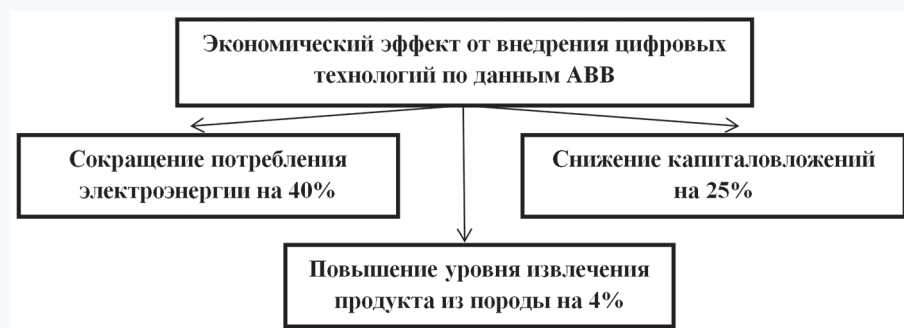 Экономический эффект от внедрения цифровых
технологий по данным АВВ
Сокращение потребления
электроэнергии на 40%
Снижение капиталовложений
на 25%
Повышение уровня извлечения
продукта из породы на 4%